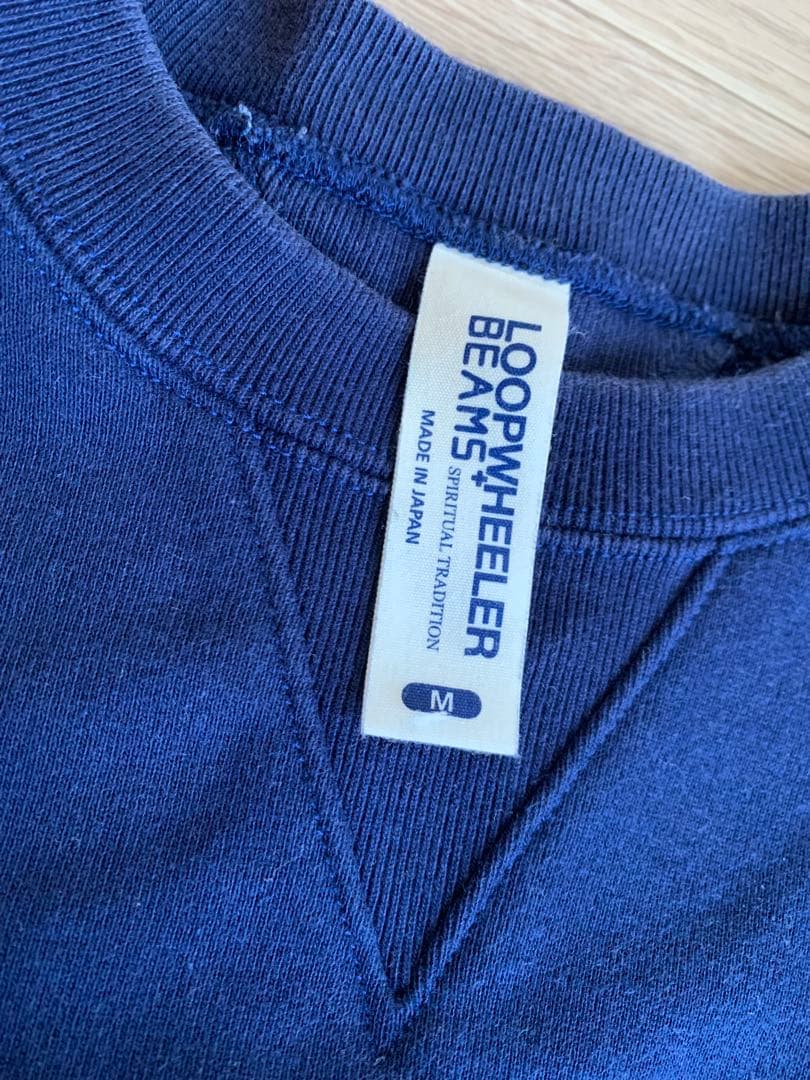 LOOPWHEELER
BEAMS+
SPIRITUAL TRADITION
MADE IN JAPAN
M